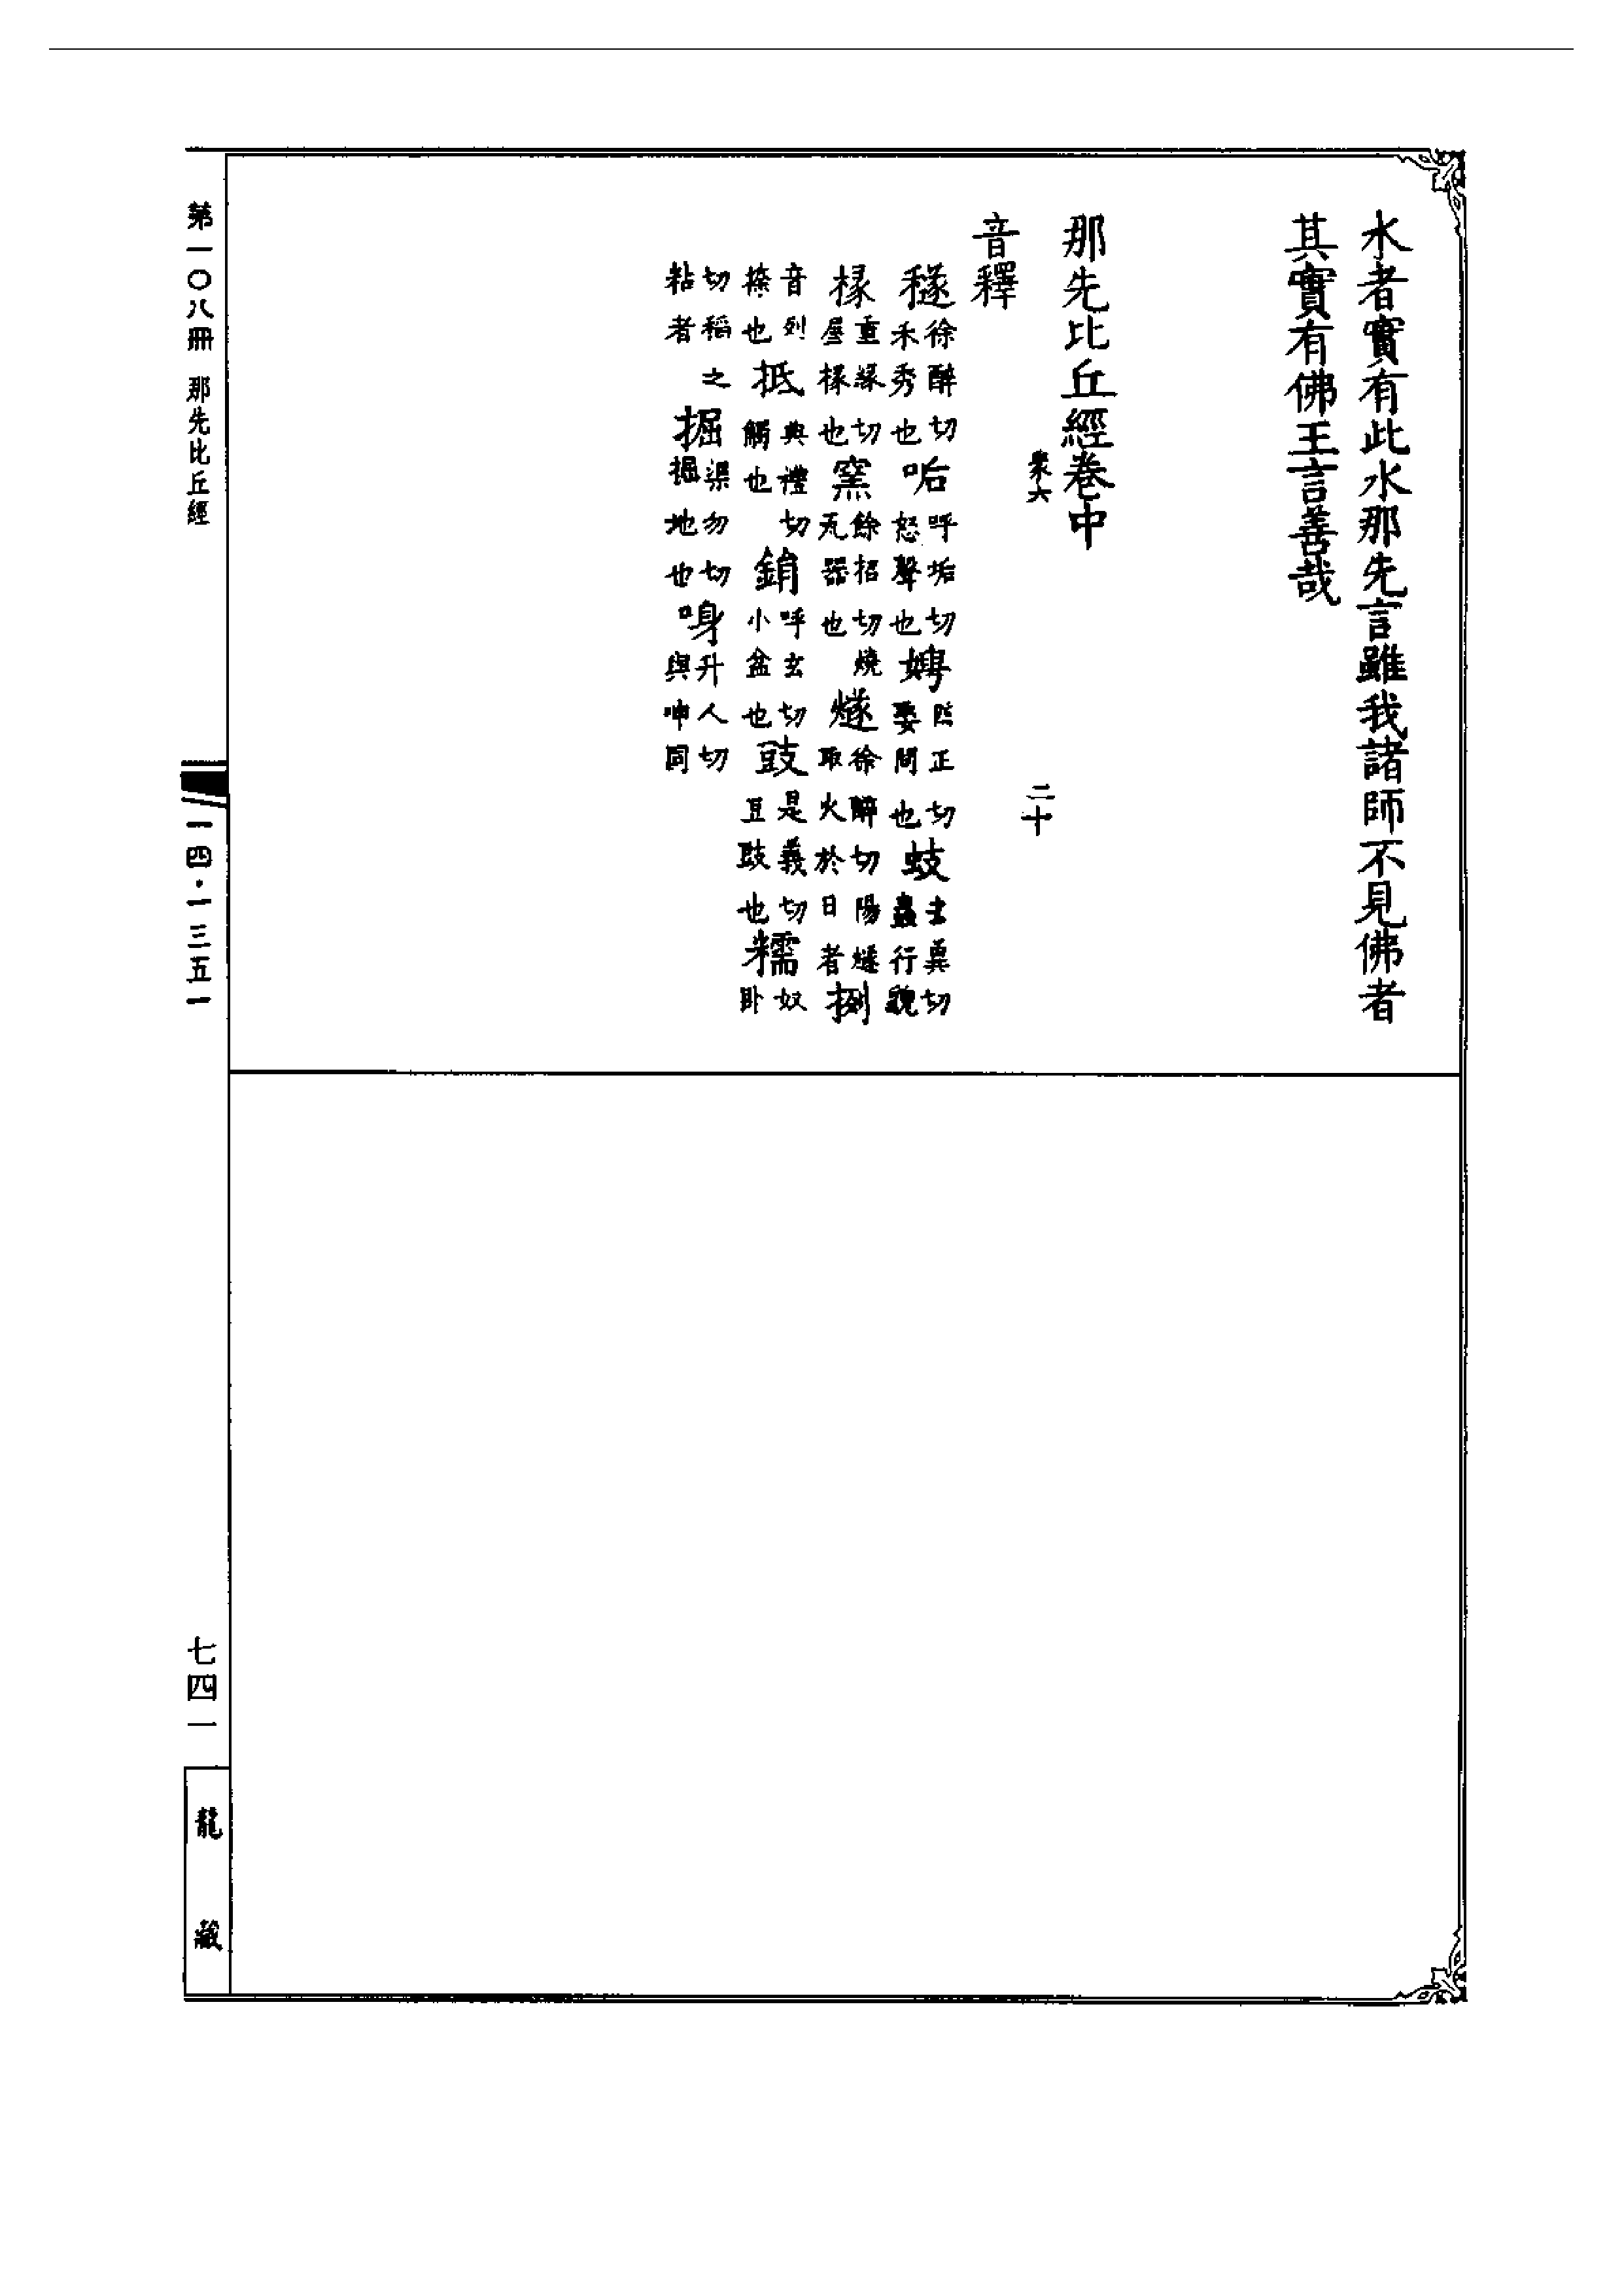 水者實有此水那先言雖我諸師不見佛者
其實有佛王言善哉
那先比丘經卷中
衆六 二十
音釋
穟徐醉切禾秀也㖃呼垢切怒聲也娉匹正切娶問也蚑去冀切蟲行貌
椽重緣切屋椽也窯餘招切燒瓦器也燧徐醉切陽燧取火於日者捌
音列捺也抵典禮切觸也鋗呼玄切小盆也豉是義切豆豉也糯奴卧
切稻之粘者掘渠勿切掘地也升人切與呻同
第一〇八冊 那先比丘經
一四·一三五一
七四一
龍藏